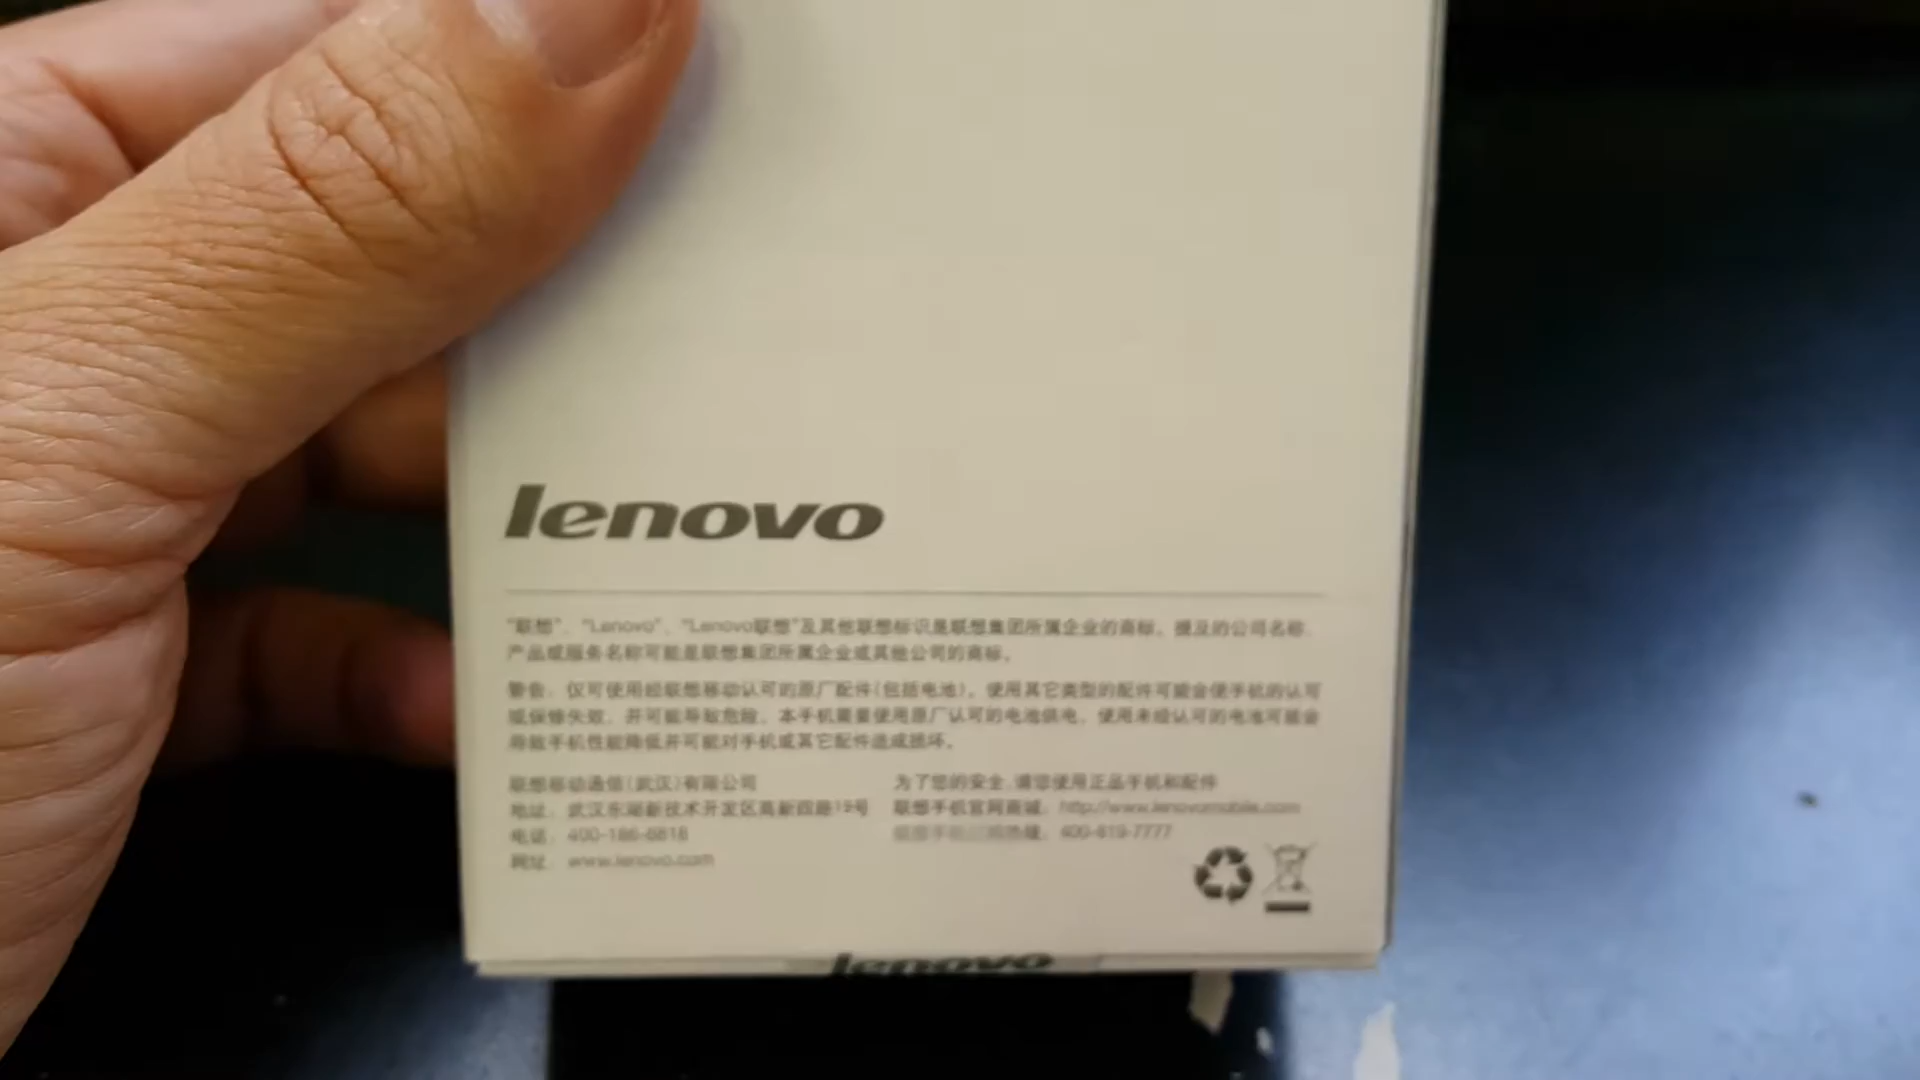 lenovo
"联想"、"Lenovo"、"Lenovo联想"及其他联想标识是联想集团所属企业的商标。提及的公司名称、
产品或服务名称可能是联想集团所属企业或其他公司的商标。
警告：仅可使用经联想移动认可的原厂配件(包括电池)。使用其它类型的配件可能会使手机的认可
或保修失效，并可能导致危险。本手机需要使用原厂认可的电池供电，使用未经认可的电池可能会
导致手机性能降低并可能对手机或其它配件造成损坏。
联想移动通信(武汉)有限公司
地址：武汉东湖新技术开发区高新四路19号
电话：400-186-8818
网址：www.lenovo.com
为了您的安全,请您使用正品手机和配件
联想手机官网商城：http://www.lenovomobile.com
热线：400-819-7777
lenovo